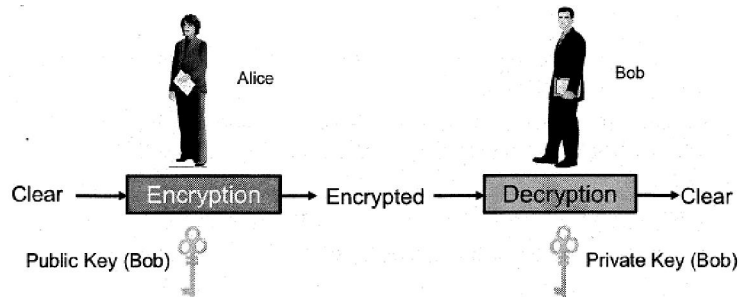 Alice
Bob
Clear Encryption Encrypted Decryption Clear
Public Key (Bob) Private Key (Bob)